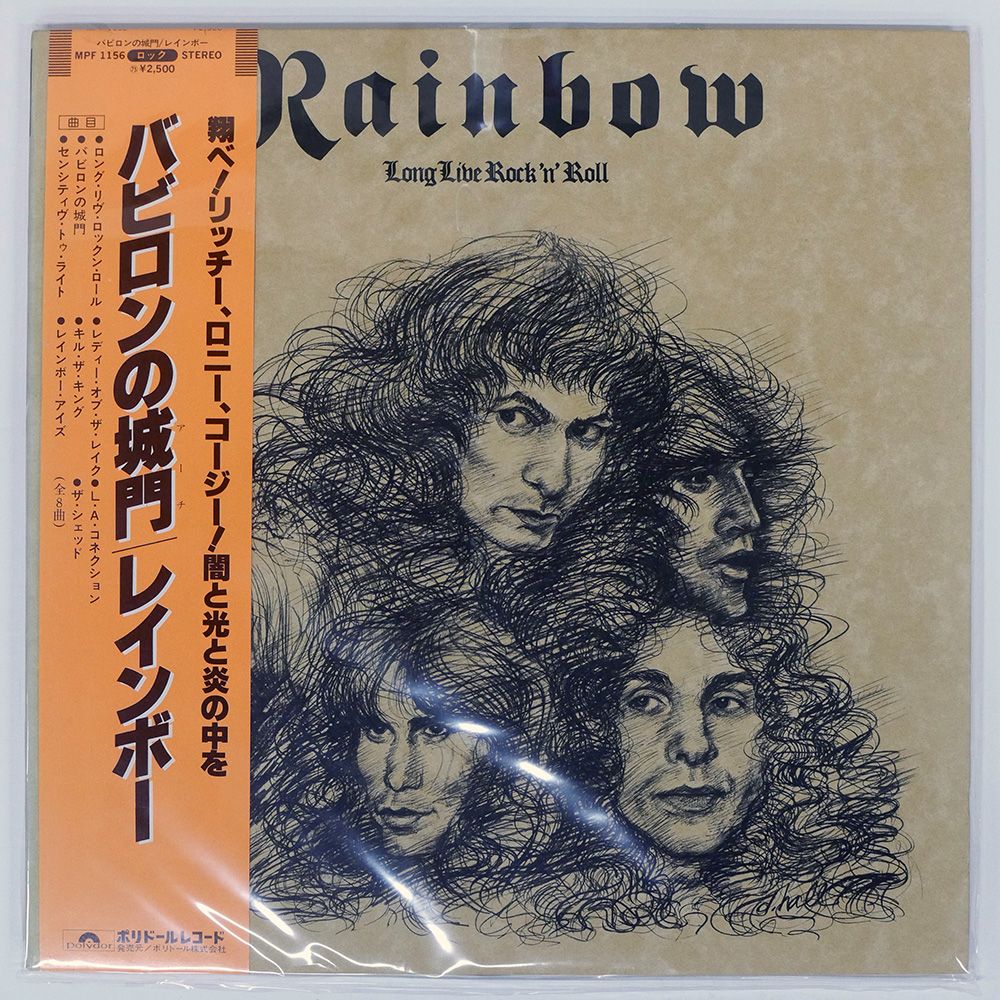 バビロンの城門/レインボー
MPF 1156 ロック STEREO
㊄¥2,500
Rainbow
Long Live Rock 'n' Roll
翔べ!リッチー、ロニー、コージー!闇と光と炎の中を
バビロンの城門/レインボー
アーチ
曲目
●ロング・リヴ・ロックン・ロール
●バビロンの城門
●センシティヴ・トゥ・ライト
●レディー・オブ・ザ・レイク
●キル・ザ・キング
●レインボー・アイズ
●L・A・コネクション
●ザ・シェッド
(全8曲)
polydor
ポリドールレコード
発売元/ポリドール株式会社